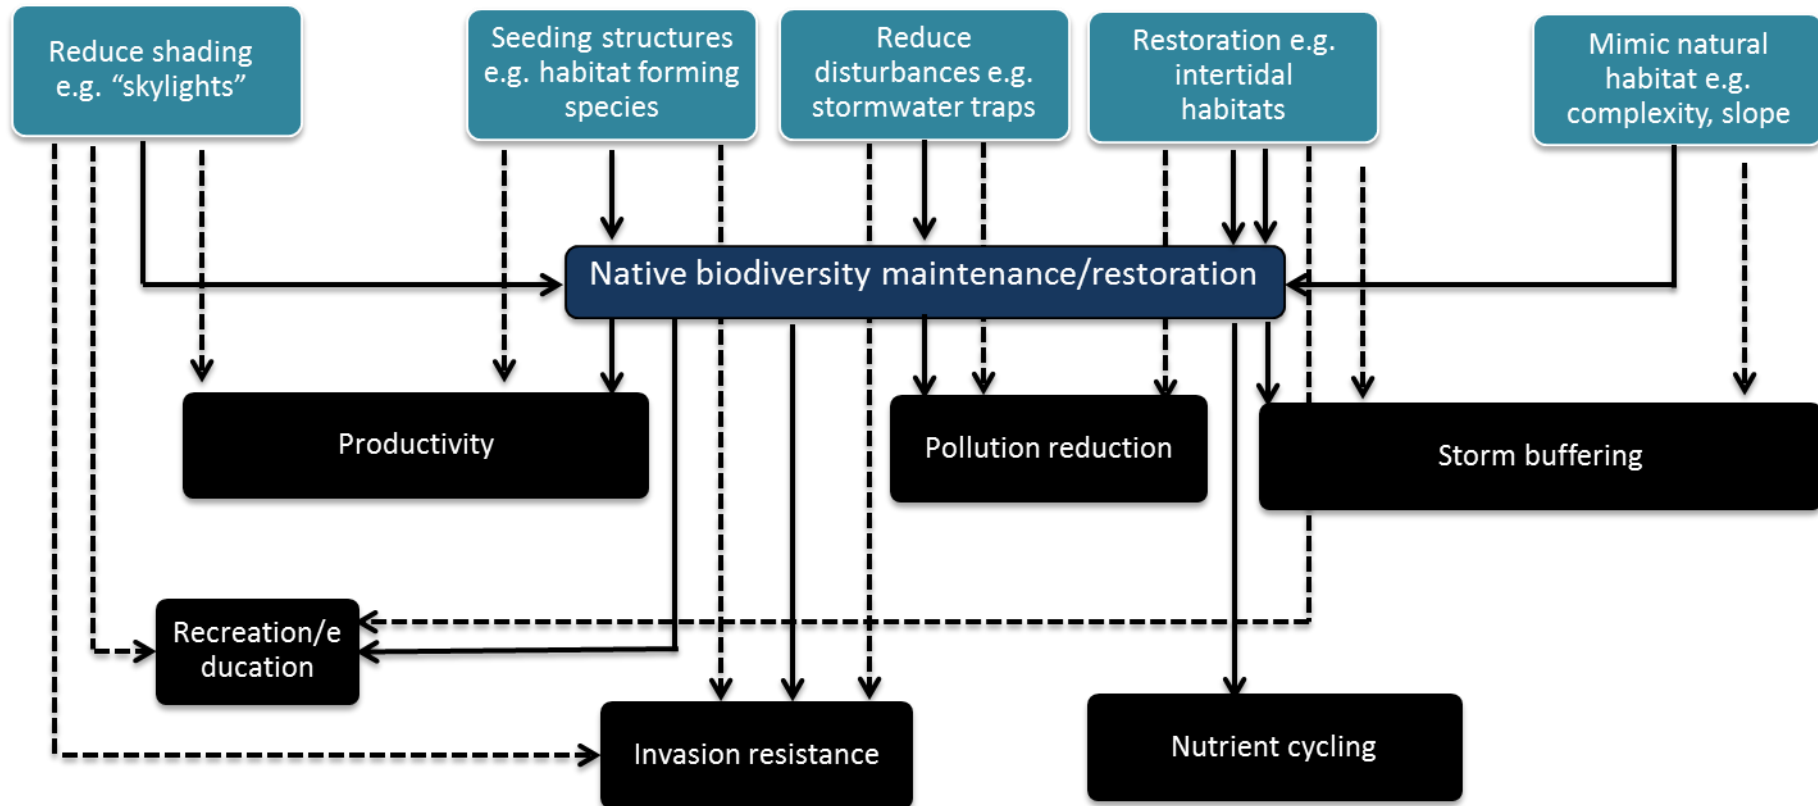 Reduce shading
e.g. “skylights”
Seeding structures
e.g. habitat forming
species
Reduce
disturbances e.g.
stormwater traps
Restoration e.g.
intertidal
habitats
Mimic natural
habitat e.g.
complexity, slope
Native biodiversity maintenance/restoration
Productivity
Pollution reduction
Storm buffering
Recreation/e
ducation
Invasion resistance
Nutrient cycling